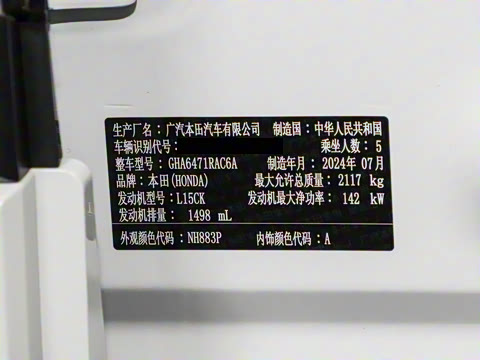 生产厂名：广汽本田汽车有限公司 制造国：中华人民共和国
车辆识别代号： 乘坐人数：5
整车型号：GHA6471RAC6A 制造年月：2024年07月
品牌：本田(HONDA) 最大允许总质量：2117 kg
发动机型号：L15CK 发动机最大净功率：142 kW
发动机排量：1498 mL
外观颜色代码：NH883P 内饰颜色代码：A